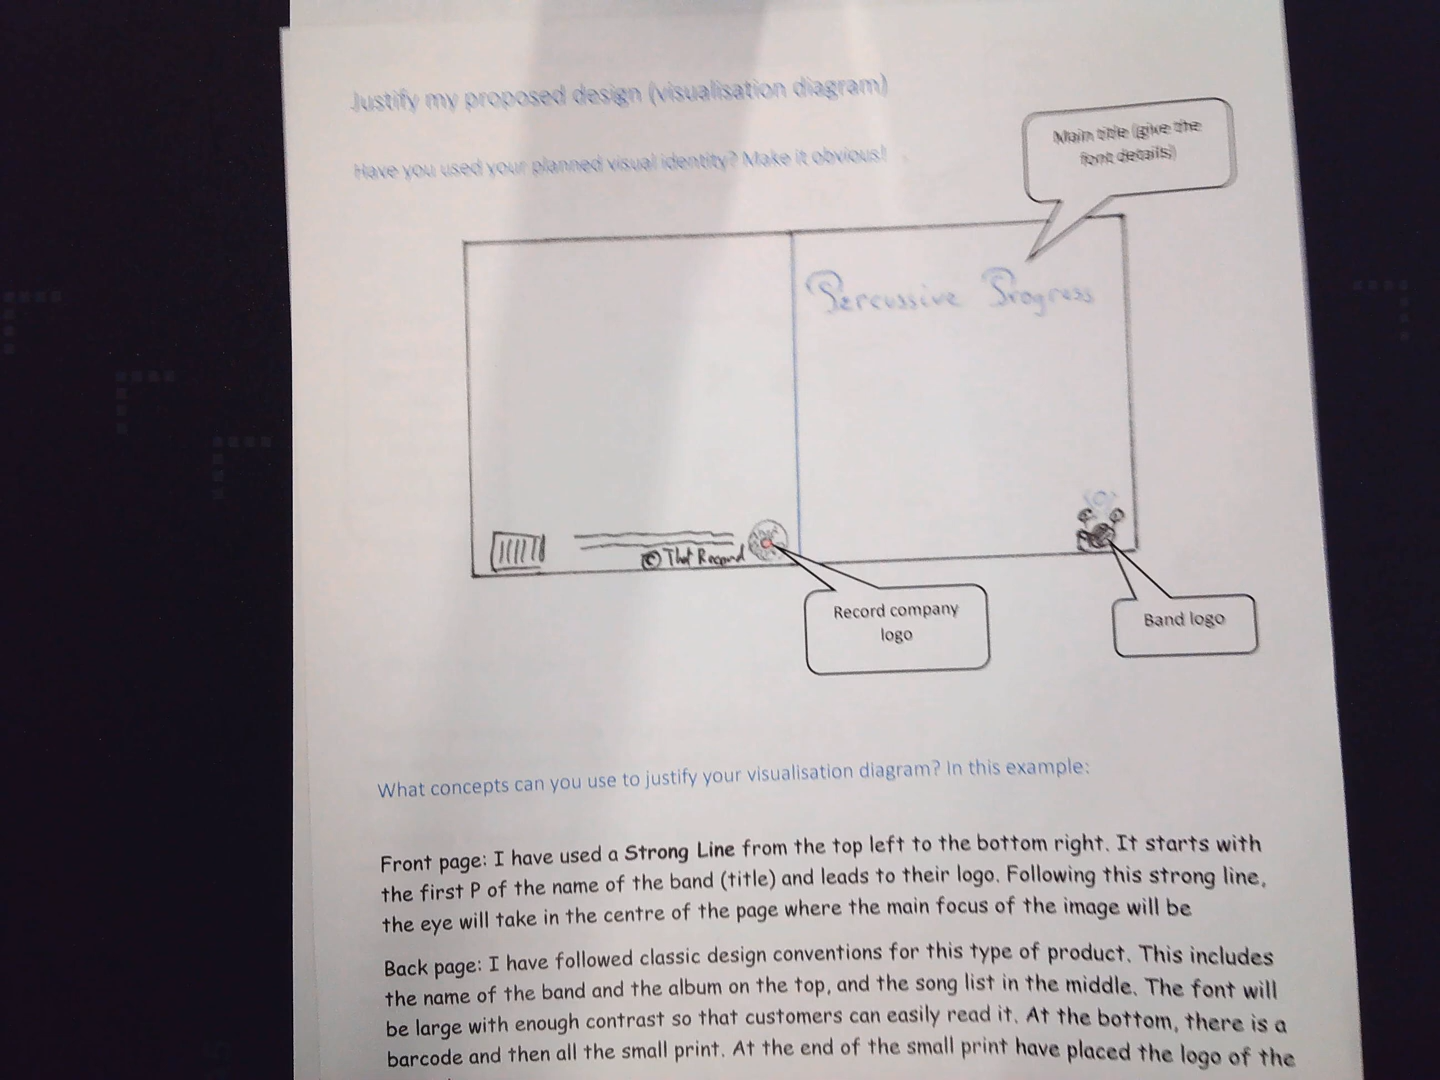 Justify my proposed design (visualisation diagram)
Have you used your planned visual identity? Make it obvious!
Main title (give the
font details)
Percussive Progress
© That Record
Record company
logo
Band logo
What concepts can you use to justify your visualisation diagram? In this example:
Front page: I have used a Strong Line from the top left to the bottom right. It starts with
the first P of the name of the band (title) and leads to their logo. Following this strong line,
the eye will take in the centre of the page where the main focus of the image will be
Back page: I have followed classic design conventions for this type of product. This includes
the name of the band and the album on the top, and the song list in the middle. The font will
be large with enough contrast so that customers can easily read it. At the bottom, there is a
barcode and then all the small print. At the end of the small print have placed the logo of the